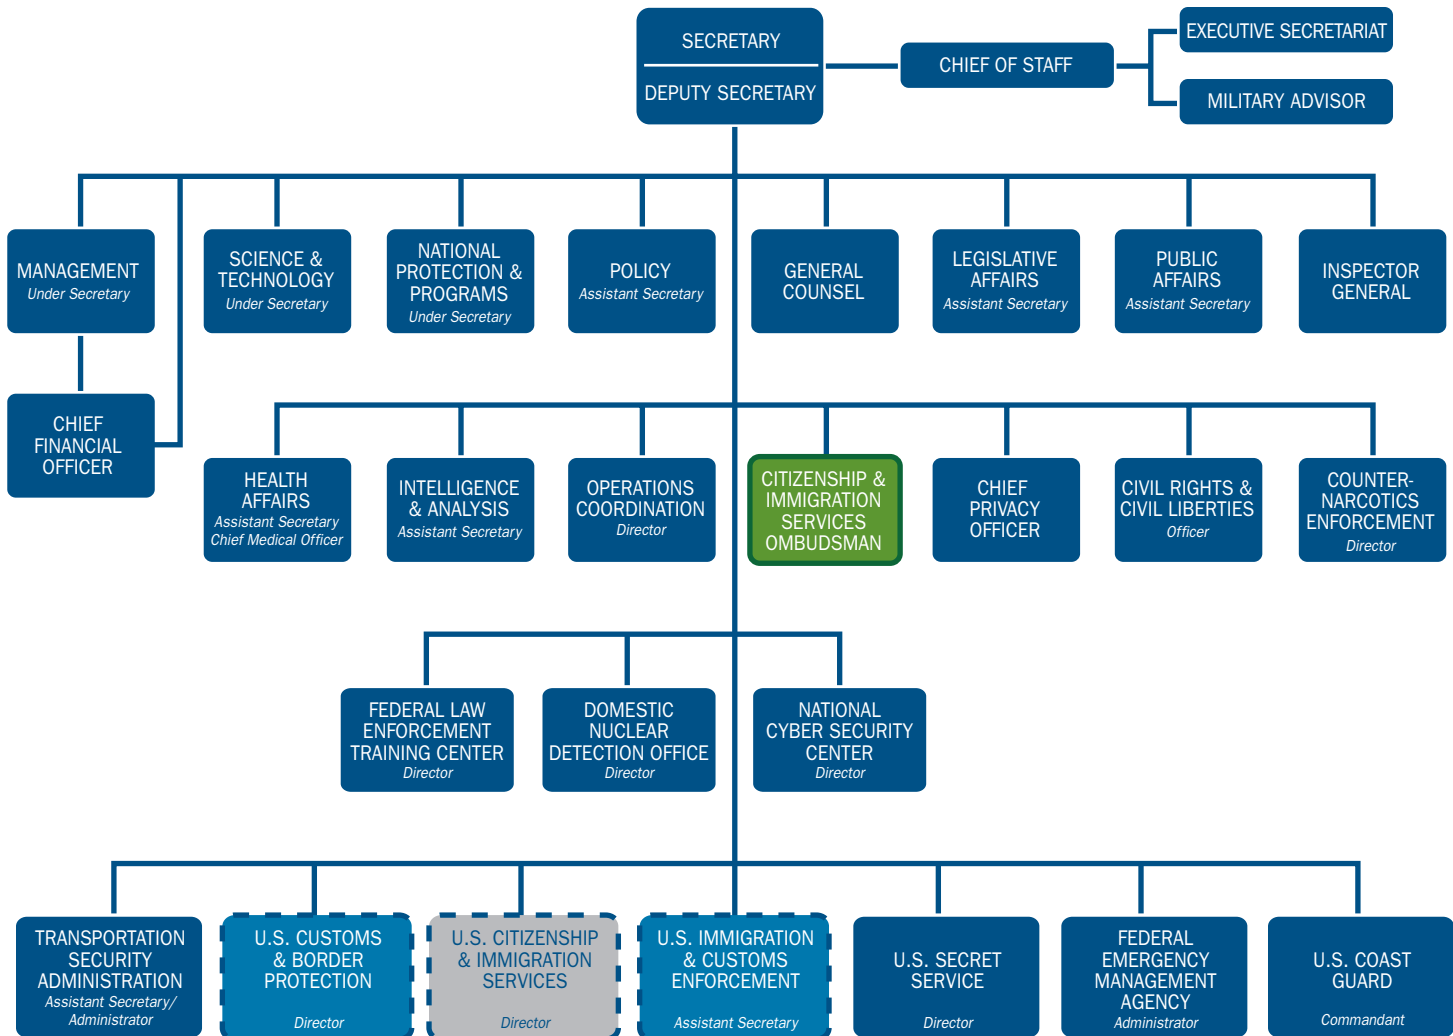 SECRETARY
DEPUTY SECRETARY
CHIEF OF STAFF
EXECUTIVE SECRETARIAT
MILITARY ADVISOR
MANAGEMENT
Under Secretary
SCIENCE &
TECHNOLOGY
Under Secretary
NATIONAL
PROTECTION &
PROGRAMS
Under Secretary
POLICY
Assistant Secretary
GENERAL
COUNSEL
LEGISLATIVE
AFFAIRS
Assistant Secretary
PUBLIC
AFFAIRS
Assistant Secretary
INSPECTOR
GENERAL
CHIEF
FINANCIAL
OFFICER
HEALTH
AFFAIRS
Assistant Secretary
Chief Medical Officer
INTELLIGENCE
& ANALYSIS
Assistant Secretary
OPERATIONS
COORDINATION
Director
CITIZENSHIP &
IMMIGRATION
SERVICES
OMBUDSMAN
CHIEF
PRIVACY
OFFICER
CIVIL RIGHTS &
CIVIL LIBERTIES
Officer
COUNTER-
NARCOTICS
ENFORCEMENT
Director
FEDERAL LAW
ENFORCEMENT
TRAINING CENTER
Director
DOMESTIC
NUCLEAR
DETECTION OFFICE
Director
NATIONAL
CYBER SECURITY
CENTER
Director
TRANSPORTATION
SECURITY
ADMINISTRATION
Assistant Secretary/
Administrator
U.S. CUSTOMS
& BORDER
PROTECTION
Director
U.S. CITIZENSHIP
& IMMIGRATION
SERVICES
Director
U.S. IMMIGRATION
& CUSTOMS
ENFORCEMENT
Assistant Secretary
U.S. SECRET
SERVICE
Director
FEDERAL
EMERGENCY
MANAGEMENT
AGENCY
Administrator
U.S. COAST
GUARD
Commandant